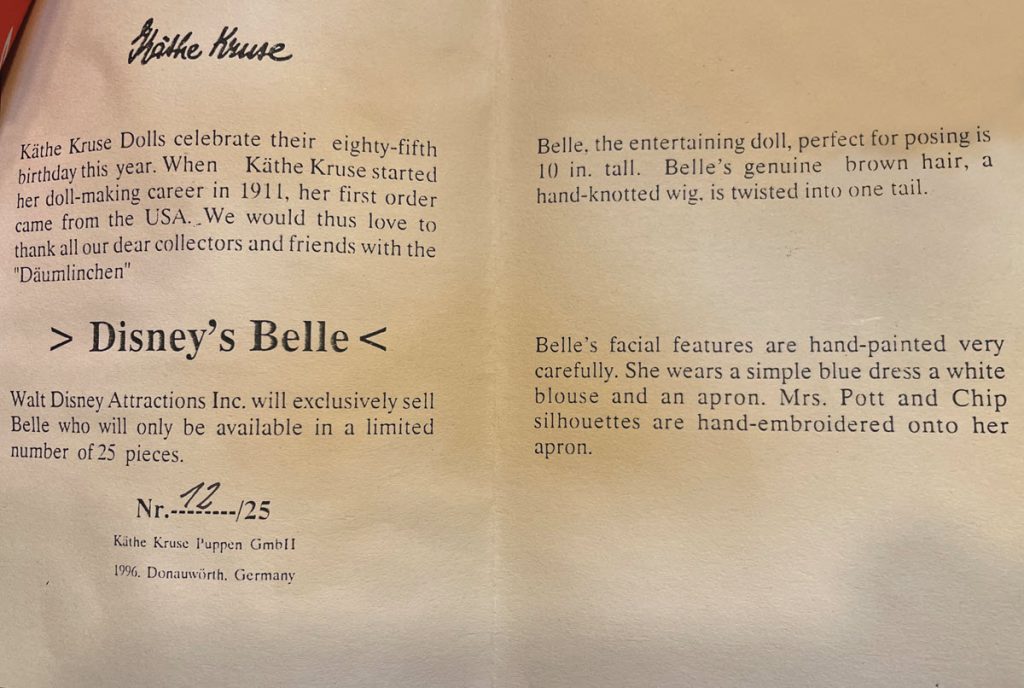 Käthe Kruse
Käthe Kruse Dolls celebrate their eighty-fifth
birthday this year. When Käthe Kruse started
her doll-making career in 1911, her first order
came from the USA. We would thus love to
thank all our dear collectors and friends with the
"Däumlinchen"
> Disney's Belle <
Walt Disney Attractions Inc. will exclusively sell
Belle who will only be available in a limited
number of 25 pieces.
Nr. 12 /25
Käthe Kruse Puppen GmbH
1996, Donauwörth, Germany
Belle, the entertaining doll, perfect for posing is
10 in. tall. Belle's genuine brown hair, a
hand-knotted wig, is twisted into one tail.
Belle's facial features are hand-painted very
carefully. She wears a simple blue dress a white
blouse and an apron. Mrs. Pott and Chip
silhouettes are hand-embroidered onto her
apron.